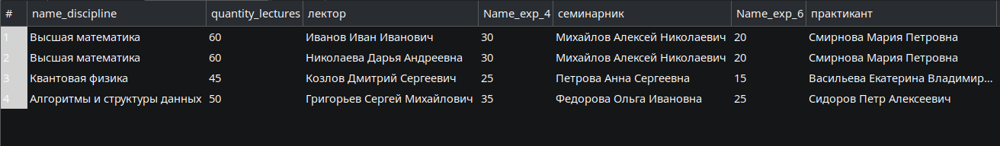 # name_discipline quantity_lectures лектор Name_exp_4 семинарник Name_exp_6 практикант
1 Высшая математика 60 Иванов Иван Иванович 30 Михайлов Алексей Николаевич 20 Смирнова Мария Петровна
2 Высшая математика 60 Николаева Дарья Андреевна 30 Михайлов Алексей Николаевич 20 Смирнова Мария Петровна
3 Квантовая физика 45 Козлов Дмитрий Сергеевич 25 Петрова Анна Сергеевна 15 Васильева Екатерина Владимир...
4 Алгоритмы и структуры данных 50 Григорьев Сергей Михайлович 35 Федорова Ольга Ивановна 25 Сидоров Петр Алексеевич